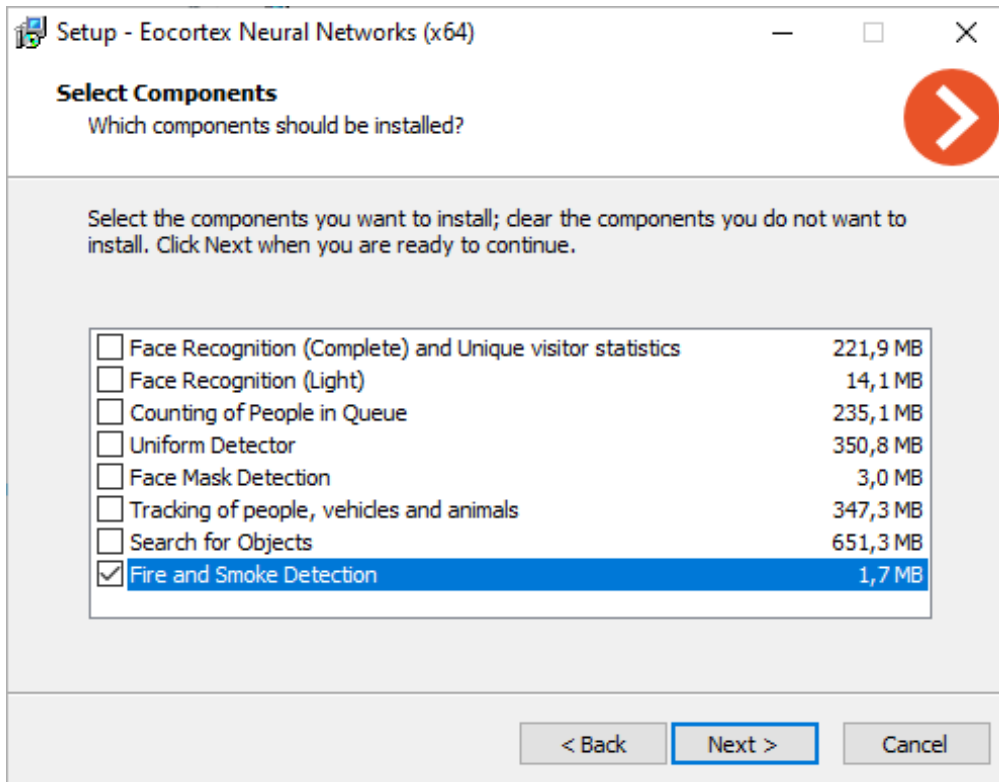 Setup - Eocortex Neural Networks (x64)
Select Components
Which components should be installed?
Select the components you want to install; clear the components you do not want to
install. Click Next when you are ready to continue.
Face Recognition (Complete) and Unique visitor statistics 221,9 MB
Face Recognition (Light) 14,1 MB
Counting of People in Queue 235,1 MB
Uniform Detector 350,8 MB
Face Mask Detection 3,0 MB
Tracking of people, vehicles and animals 347,3 MB
Search for Objects 651,3 MB
Fire and Smoke Detection 1,7 MB
< Back Next > Cancel